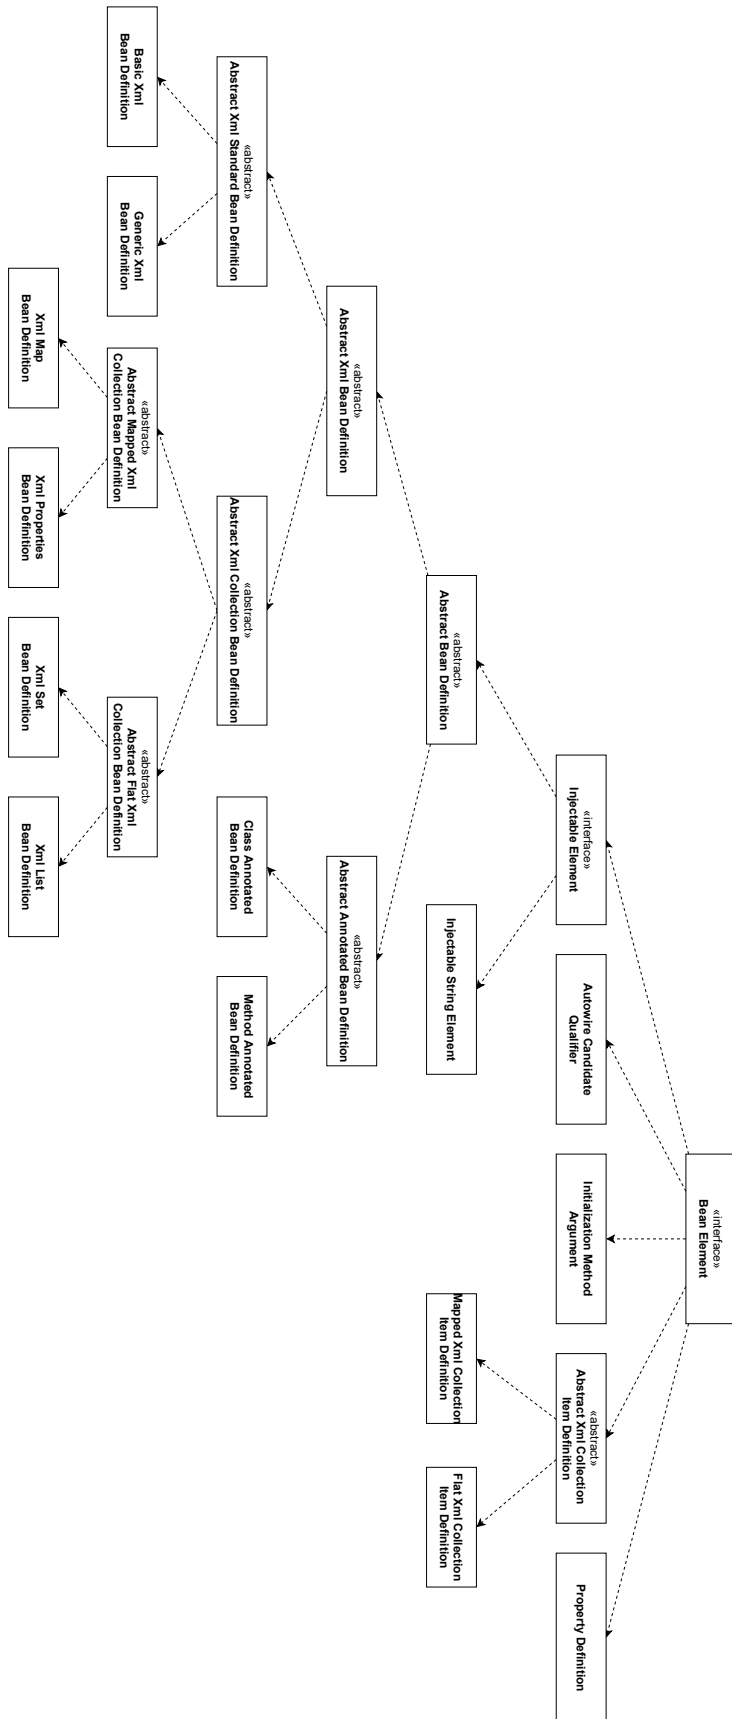 «interface»
Bean Element
«interface»
Injectable Element
Autowire Candidate
Qualifier
Initialization Method
Argument
«abstract»
Abstract Xml Collection
Item Definition
Property Definition
«abstract»
Abstract Bean Definition
Injectable String Element
Mapped Xml Collection
Item Definition
Flat Xml Collection
Item Definition
«abstract»
Abstract Xml Bean Definition
«abstract»
Abstract Annotated Bean Definition
«abstract»
Abstract Xml Standard Bean Definition
«abstract»
Abstract Xml Collection Bean Definition
Class Annotated
Bean Definition
Method Annotated
Bean Definition
Basic Xml
Bean Definition
Generic Xml
Bean Definition
«abstract»
Abstract Mapped Xml
Collection Bean Definition
«abstract»
Abstract Flat Xml
Collection Bean Definition
Xml Map
Bean Definition
Xml Properties
Bean Definition
Xml Set
Bean Definition
Xml List
Bean Definition